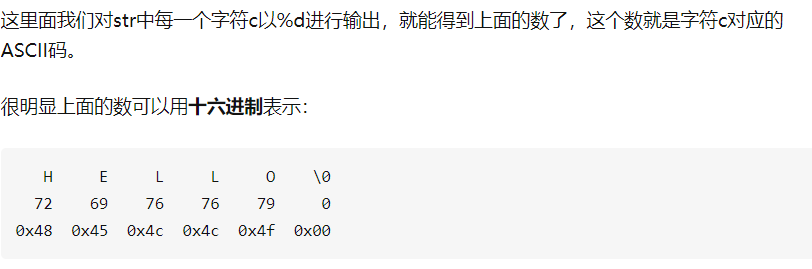 这里面我们对str中每一个字符c以%d进行输出，就能得到上面的数了，这个数就是字符c对应的
ASCII码。
很明显上面的数可以用十六进制表示：
H E L L O \0
72 69 76 76 79 0
0x48 0x45 0x4c 0x4c 0x4f 0x00